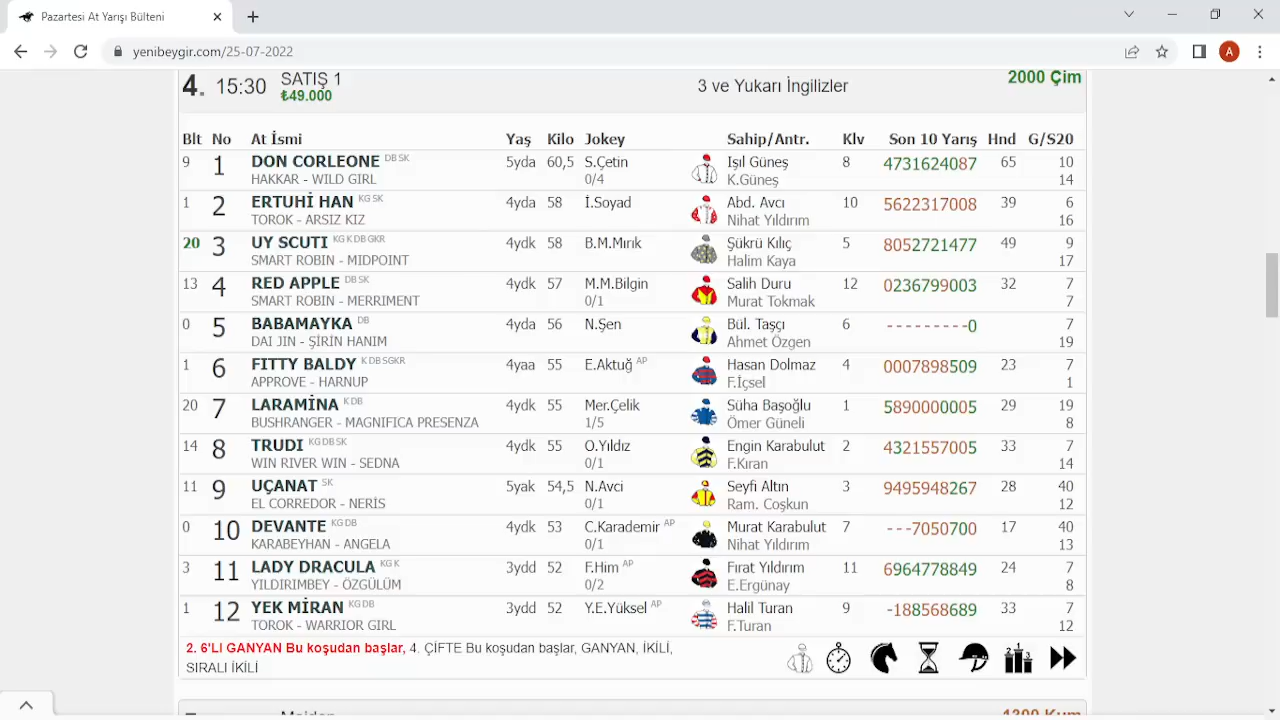 Pazartesi At Yarışı Bülteni
yenibeygir.com/25-07-2022
A
4. 15:30 SATIŞ 1 3 ve Yukarı İngilizler 2000 Çim
₺49.000
Blt No At İsmi Yaş Kilo Jokey Sahip/Antr. Klv Son 10 Yarış Hnd G/S20
9 1 DON CORLEONE DB SK 5yda 60,5 S.Çetin Işıl Güneş 8 4731624087 65 10
HAKKAR - WILD GIRL 0/4 K.Güneş 14
1 2 ERTUHİ HAN KG SK 4yda 58 İ.Soyad Abd. Avcı 10 5622317008 39 6
TOROK - ARSIZ KIZ Nihat Yıldırım 16
20 3 UY SCUTI KG K DB GKR 4ydk 58 B.M.Mırık Şükrü Kılıç 5 8052721477 49 9
SMART ROBIN - MIDPOINT Halim Kaya 17
13 4 RED APPLE DB SK 4ydk 57 M.M.Bilgin Salih Duru 12 0236799003 32 7
SMART ROBIN - MERRIMENT 0/1 Murat Tokmak 7
0 5 BABAMAYKA DB 4yda 56 N.Şen Bül. Taşçı 6 ---------0 7
DAI JIN - ŞİRİN HANIM Ahmet Özgen 19
1 6 FITTY BALDY K DB SGKR 4yaa 55 E.Aktuğ AP Hasan Dolmaz 4 0007898509 23 7
APPROVE - HARNUP F.İçsel 1
20 7 LARAMİNA K DB 4ydk 55 Mer.Çelik Süha Başoğlu 1 5890000005 29 19
BUSHRANGER - MAGNIFICA PRESENZA 1/5 Ömer Güneli 8
14 8 TRUDI KG DB SK 4ydk 55 O.Yıldız Engin Karabulut 2 4321557005 33 7
WIN RIVER WIN - SEDNA 0/1 F.Kıran 14
11 9 UÇANAT SK 5yak 54,5 N.Avci Seyfi Altın 3 9495948267 28 40
EL CORREDOR - NERİS 0/1 Ram. Coşkun 12
0 10 DEVANTE KG DB 4ydk 53 C.Karademir AP Murat Karabulut 7 ---7050700 17 40
KARABEYHAN - ANGELA 0/1 Nihat Yıldırım 13
3 11 LADY DRACULA KG K 3ydd 52 F.Him AP Fırat Yıldırım 11 6964778849 24 7
YILDIRIMBEY - ÖZGÜLÜM 0/2 E.Ergünay 8
1 12 YEK MİRAN KG DB 3ydd 52 Y.E.Yüksel AP Halil Turan 9 -188568689 33 7
TOROK - WARRIOR GIRL F.Turan 12
2. 6'LI GANYAN Bu koşudan başlar, 4. ÇİFTE Bu koşudan başlar, GANYAN, İKİLİ,
SIRALI İKİLİ
Maiden 1300 Kum